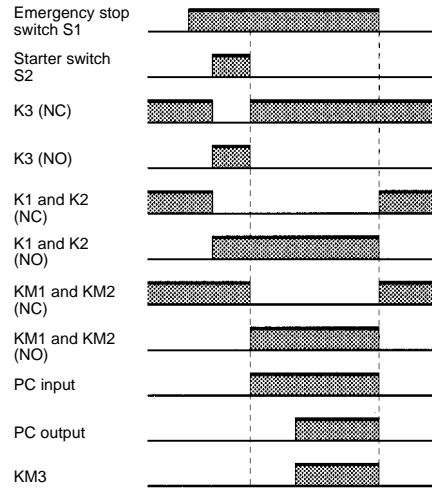 Emergency stop
switch S1
Starter switch
S2
K3 (NC)
K3 (NO)
K1 and K2
(NC)
K1 and K2
(NO)
KM1 and KM2
(NC)
KM1 and KM2
(NO)
PC input
PC output
KM3